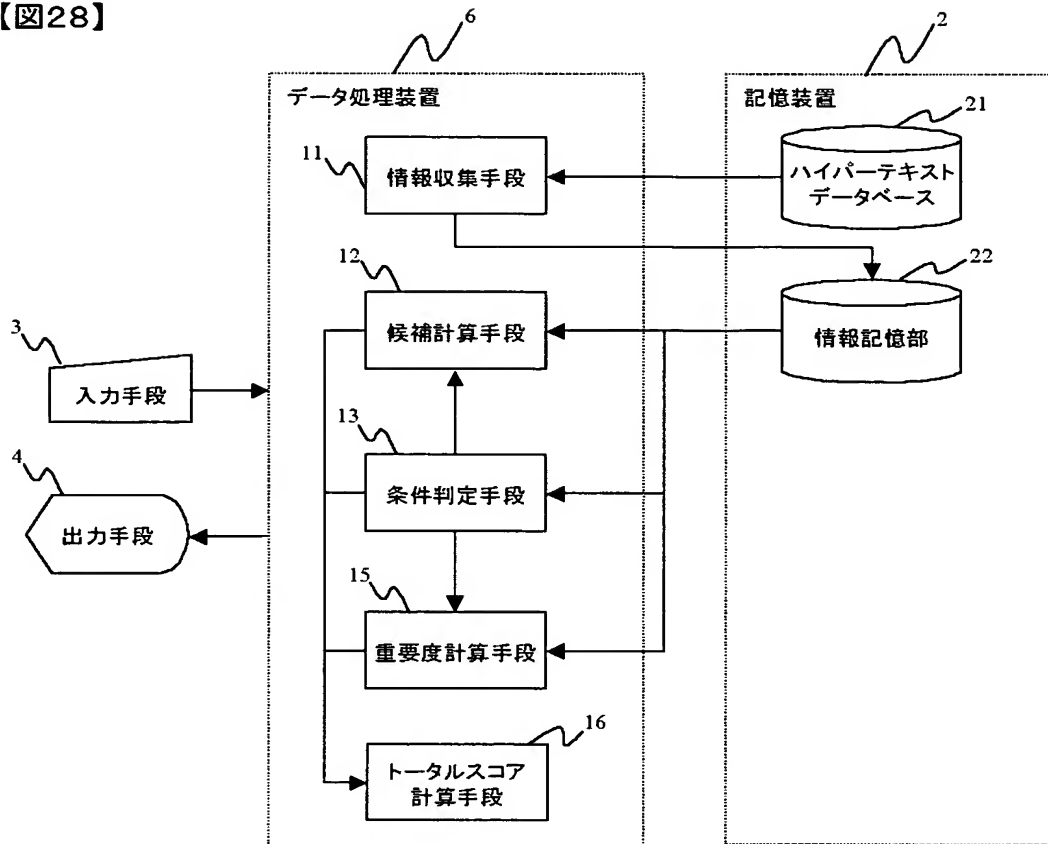 【図28】
6
2
データ処理装置
記憶装置
21
11
情報収集手段
ハイパーテキスト
データベース
12
22
3
候補計算手段
情報記憶部
入力手段
13
4
条件判定手段
出力手段
15
重要度計算手段
16
トータルスコア
計算手段